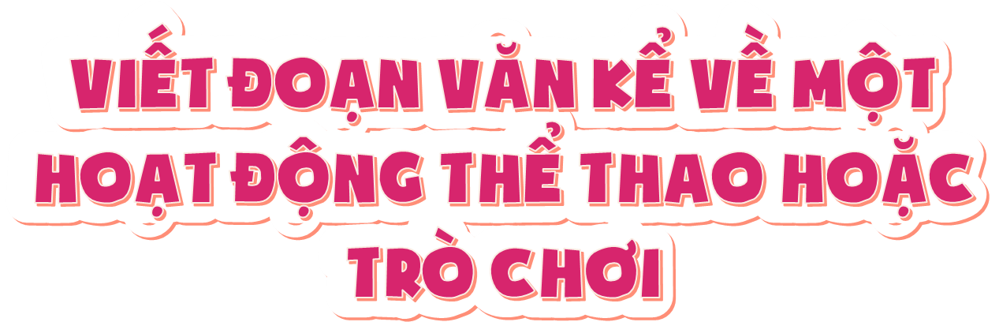 VIẾT ĐOẠN VĂN KỂ VỀ MỘT
HOẠT ĐỘNG THỂ THAO HOẶC
TRÒ CHƠI